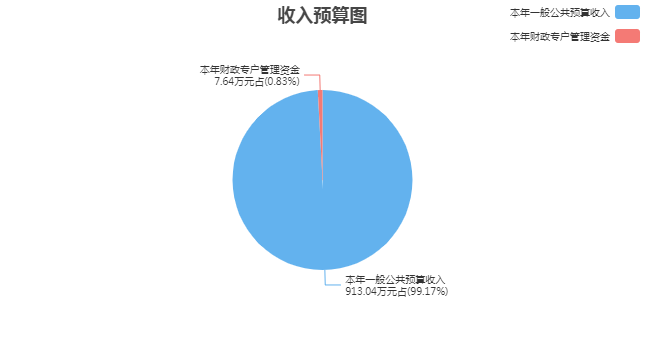 收入预算图
本年一般公共预算收入
本年财政专户管理资金
本年财政专户管理资金
7.64万元占(0.83%)
本年一般公共预算收入
913.04万元占(99.17%)